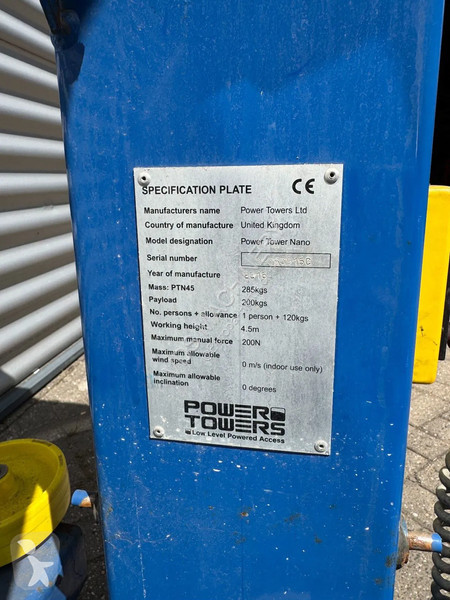 SPECIFICATION PLATE CE
Manufacturers name Power Towers Ltd
Country of manufacture United Kingdom
Model designation Power Tower Nano
Serial number
Year of manufacture
Mass: PTN45 285kgs
Payload 200kgs
No. persons + allowance 1 person + 120kgs
Working height 4.5m
Maximum manual force 200N
Maximum allowable wind speed 0 m/s (indoor use only)
Maximum allowable inclination 0 degrees
POWER TOWERS
Low Level Powered Access